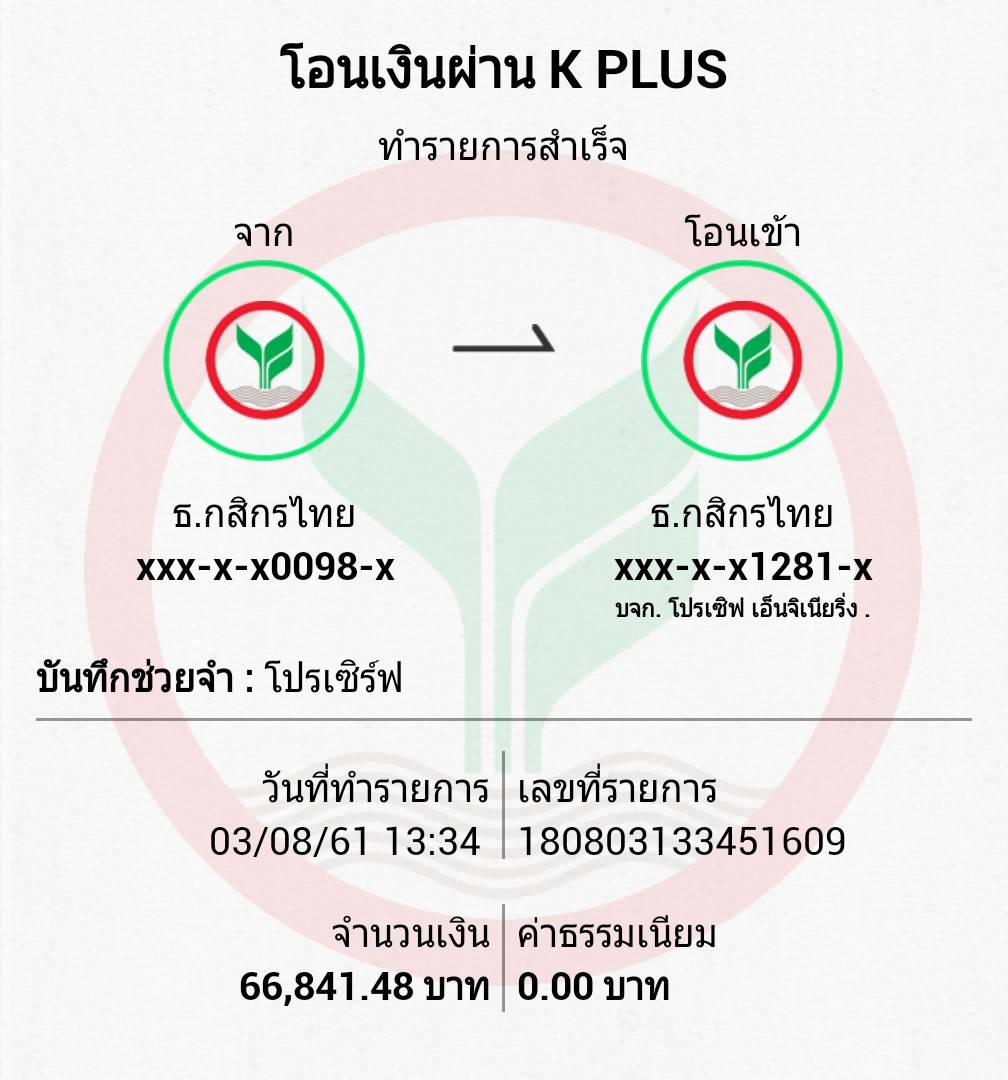 โอนเงินผ่าน K PLUS
ทำรายการสำเร็จ
จาก
โอนเข้า
ธ.กสิกรไทย
xxx-x-x0098-x
ธ.กสิกรไทย
xxx-x-x1281-x
บจก. โปรเซิฟ เอ็นจิเนียริ่ง .
บันทึกช่วยจำ : โปรเซิร์ฟ
วันที่ทำรายการ
03/08/61 13:34
เลขที่รายการ
180803133451609
จำนวนเงิน
66,841.48 บาท
ค่าธรรมเนียม
0.00 บาท